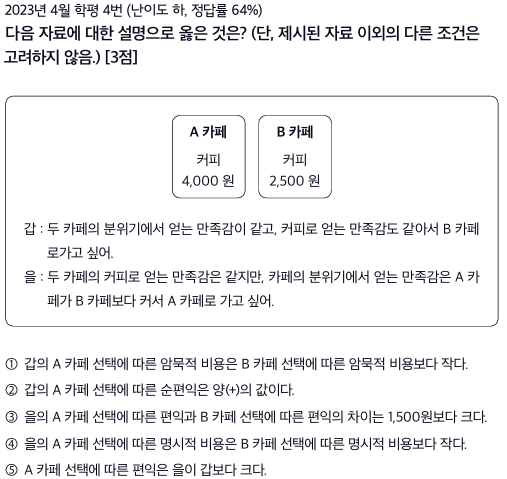 2023년 4월 학평 4번 (난이도 하, 정답률 64%)
다음 자료에 대한 설명으로 옳은 것은? (단, 제시된 자료 이외의 다른 조건은
고려하지 않음.) [3점]
A 카페
커피
4,000 원
B 카페
커피
2,500 원
갑 : 두 카페의 분위기에서 얻는 만족감이 같고, 커피로 얻는 만족감도 같아서 B 카페
로가고 싶어.
을 : 두 카페의 커피로 얻는 만족감은 같지만, 카페의 분위기에서 얻는 만족감은 A 카
페가 B 카페보다 커서 A 카페로 가고 싶어.
① 갑의 A 카페 선택에 따른 암묵적 비용은 B 카페 선택에 따른 암묵적 비용보다 작다.
② 갑의 A 카페 선택에 따른 순편익은 양(+)의 값이다.
③ 을의 A 카페 선택에 따른 편익과 B 카페 선택에 따른 편익의 차이는 1,500원보다 크다.
④ 을의 A 카페 선택에 따른 명시적 비용은 B 카페 선택에 따른 명시적 비용보다 작다.
⑤ A 카페 선택에 따른 편익은 을이 갑보다 크다.